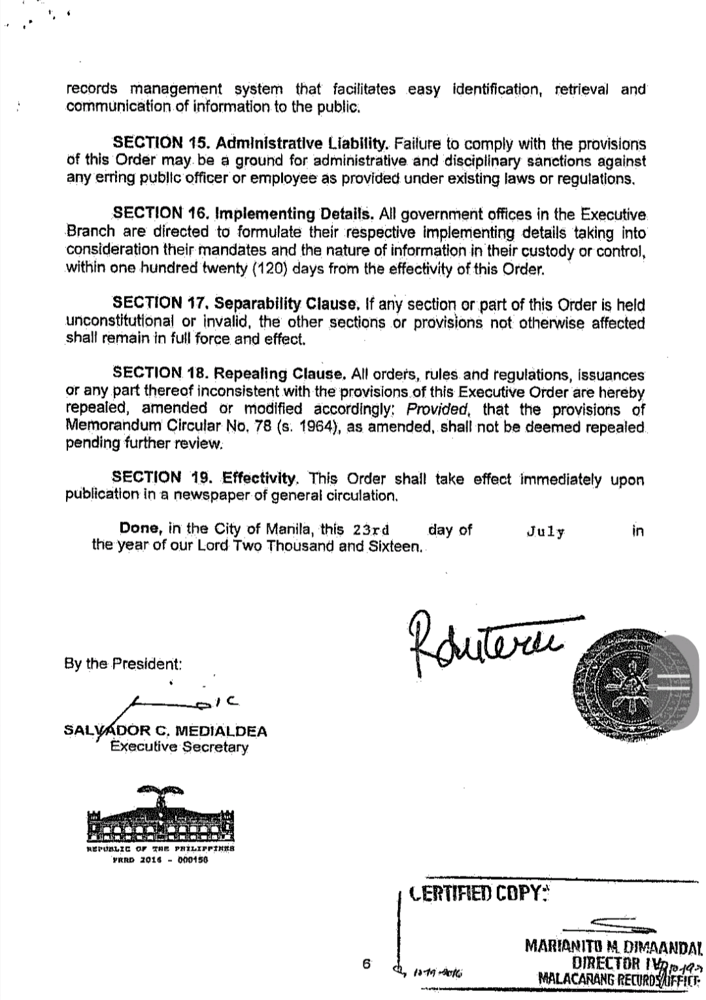 records management system that facilitates easy identification, retrieval and
communication of information to the public.
SECTION 15. Administrative Liability. Failure to comply with the provisions
of this Order may be a ground for administrative and disciplinary sanctions against
any erring public officer or employee as provided under existing laws or regulations.
SECTION 16. Implementing Details. All government offices in the Executive
Branch are directed to formulate their respective implementing details taking into
consideration their mandates and the nature of information in their custody or control,
within one hundred twenty (120) days from the effectivity of this Order.
SECTION 17. Separability Clause. If any section or part of this Order is held
unconstitutional or invalid, the other sections or provisions not otherwise affected
shall remain in full force and effect.
SECTION 18. Repealing Clause. All orders, rules and regulations, issuances
or any part thereof inconsistent with the provisions of this Executive Order are hereby
repealed, amended or modified accordingly; Provided, that the provisions of
Memorandum Circular No. 78 (s. 1964), as amended, shall not be deemed repealed
pending further review.
SECTION 19. Effectivity. This Order shall take effect immediately upon
publication in a newspaper of general circulation.
Done, in the City of Manila, this 23rd day of July in
the year of our Lord Two Thousand and Sixteen.
By the President:
SALVADOR C. MEDIALDEA
Executive Secretary
REPUBLIC OF THE PHILIPPINES
PRRD 2016 - 000150
CERTIFIED COPY:
MARIANITO M. DIMAANDAL
DIRECTOR IV
MALACAÑANG RECORDS OFFICE
6